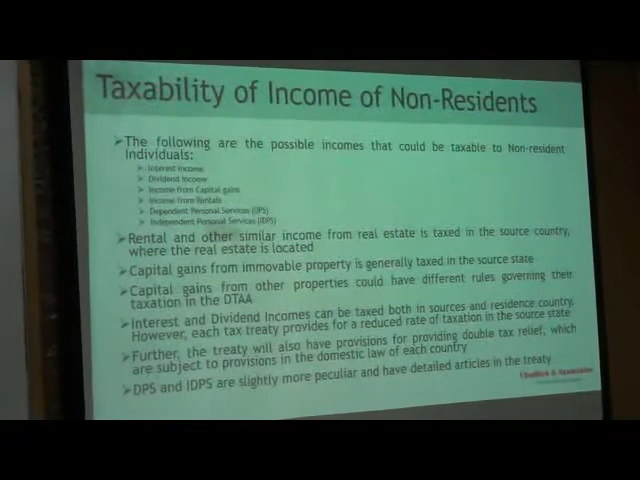 Taxability of Income of Non-Residents
➢The following are the possible incomes that could be taxable to Non-resident
Individuals:
➢ Interest Income
➢ Dividend Income
➢ Income from Capital gains
➢ Income from Rentals
➢ Dependent Personal Services (DPS)
➢ Independent Personal Services (IDPS)
➢Rental and other similar income from real estate is taxed in the source country,
where the real estate is located
➢Capital gains from immovable property is generally taxed in the source state
➢Capital gains from other properties could have different rules governing their
taxation in the DTAA
➢Interest and Dividend Incomes can be taxed both in sources and residence country.
However, each tax treaty provides for a reduced rate of taxation in the source state
➢Further, the treaty will also have provisions for providing double tax relief, which
are subject to provisions in the domestic law of each country
➢DPS and IDPS are slightly more peculiar and have detailed articles in the treaty
& Associates